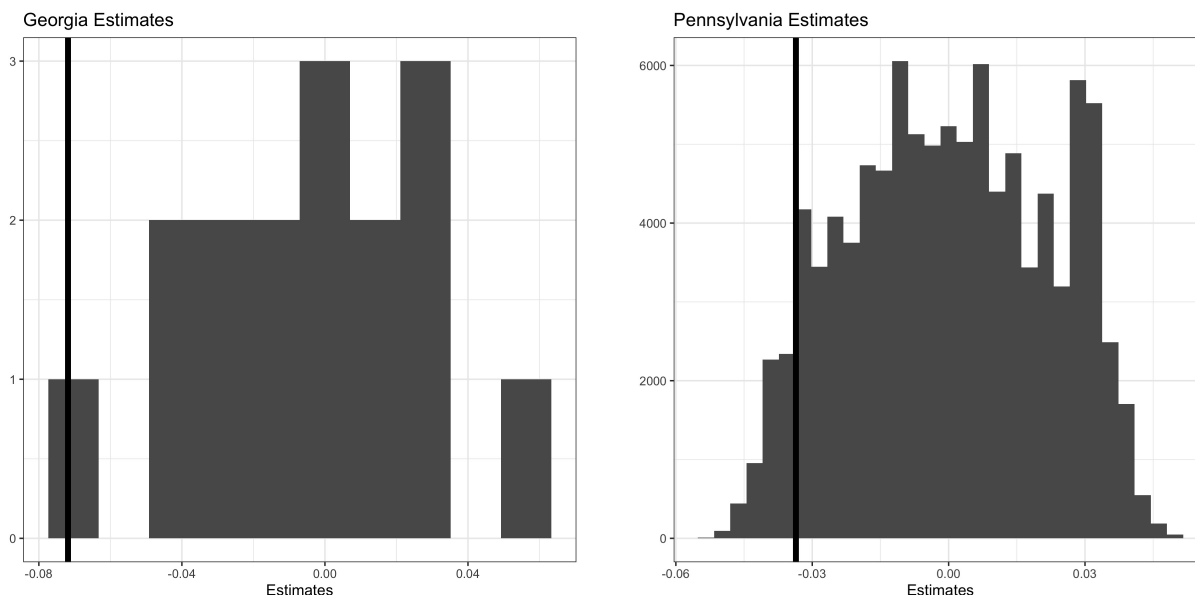 Georgia Estimates
3
2
1
0
-0.08 -0.04 0.00 0.04
Estimates
Pennsylvania Estimates
6000
4000
2000
0
-0.06 -0.03 0.00 0.03
Estimates